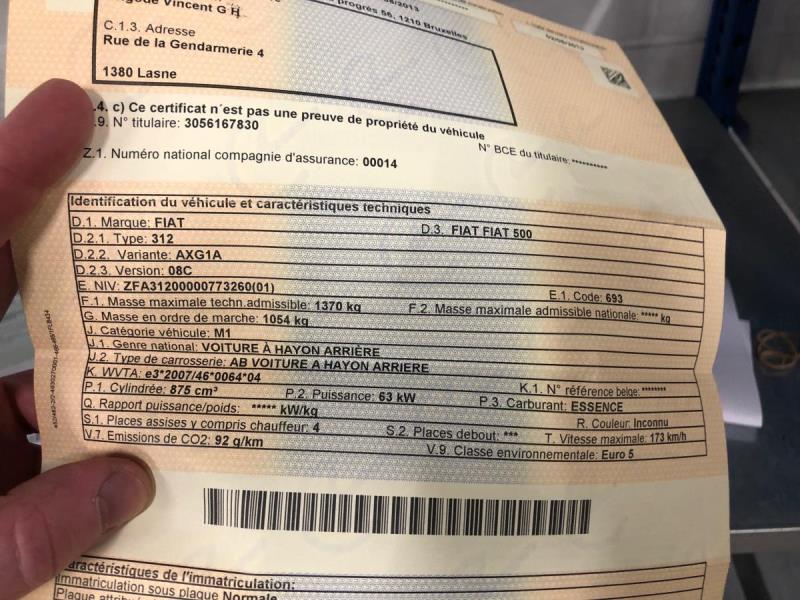 Vincent G H
progrès 56, 1210 Bruxelles
C.1.3. Adresse
Rue de la Gendarmerie 4
1380 Lasne
.4. c) Ce certificat n'est pas une preuve de propriété du véhicule
.9. N° titulaire: 3056167830
N° BCE du titulaire: **********
Z.1. Numéro national compagnie d'assurance: 00014
Identification du véhicule et caractéristiques techniques
D.1. Marque: FIAT
D.3. FIAT FIAT 500
D.2.1. Type: 312
D.2.2. Variante: AXG1A
D.2.3. Version: 08C
E. NIV: ZFA31200000773260(01)
E.1. Code: 693
F.1. Masse maximale techn.admissible: 1370 kg
F.2. Masse maximale admissible nationale: ***** kg
G. Masse en ordre de marche: 1054 kg
J. Catégorie véhicule: M1
J.1. Genre national: VOITURE À HAYON ARRIÈRE
J.2. Type de carrosserie: AB VOITURE A HAYON ARRIERE
K. WVTA: e3*2007/46*0064*04
K.1. N° référence belge: ********
P.1. Cylindrée: 875 cm³
P.2. Puissance: 63 kW
P.3. Carburant: ESSENCE
Q. Rapport puissance/poids: ***** kW/kg
R. Couleur: Inconnu
S.1. Places assises y compris chauffeur: 4
S.2. Places debout: ***
T. Vitesse maximale: 173 km/h
V.7. Emissions de CO2: 92 g/km
V.9. Classe environnementale: Euro 5
aractéristiques de l'immatriculation:
Immatriculation sous plaque Normale